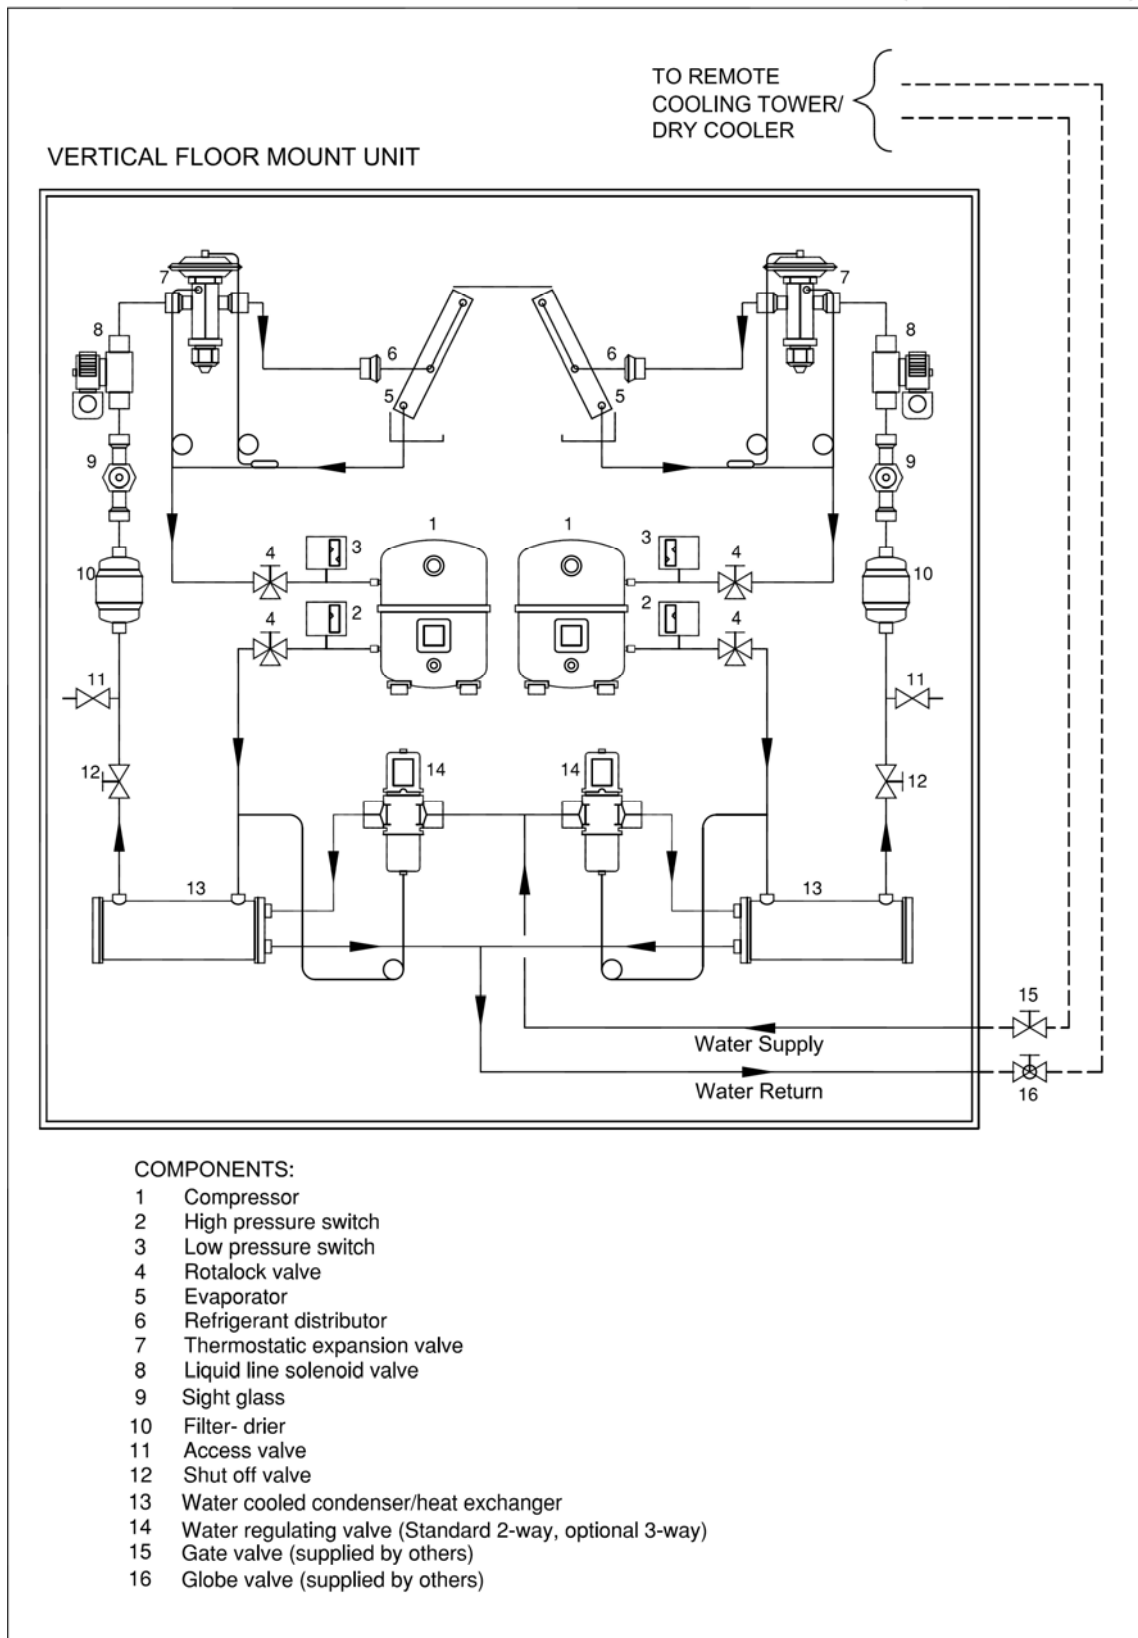 TO REMOTE
COOLING TOWER/
DRY COOLER
VERTICAL FLOOR MOUNT UNIT
7
7
8
8
6
6
5
5
9
9
1
1
3
3
4
4
10
10
2
2
4
4
11
11
12
14
14
12
13
13
15
Water Supply
Water Return
16
COMPONENTS:
1 Compressor
2 High pressure switch
3 Low pressure switch
4 Rotalock valve
5 Evaporator
6 Refrigerant distributor
7 Thermostatic expansion valve
8 Liquid line solenoid valve
9 Sight glass
10 Filter- drier
11 Access valve
12 Shut off valve
13 Water cooled condenser/heat exchanger
14 Water regulating valve (Standard 2-way, optional 3-way)
15 Gate valve (supplied by others)
16 Globe valve (supplied by others)